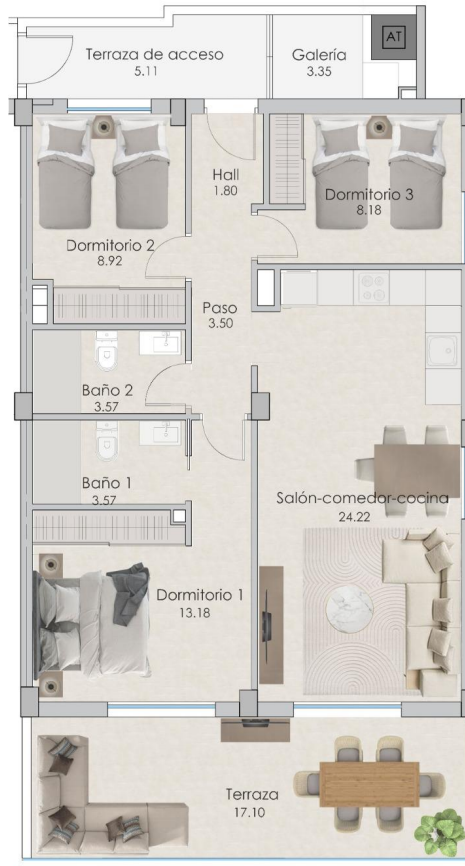 Terraza de acceso
5.11
Galería
3.35
AT
Hall
1.80
Dormitorio 3
8.18
Dormitorio 2
8.92
Paso
3.50
Baño 2
3.57
Baño 1
3.57
Salón-comedor-cocina
24.22
Dormitorio 1
13.18
Terraza
17.10